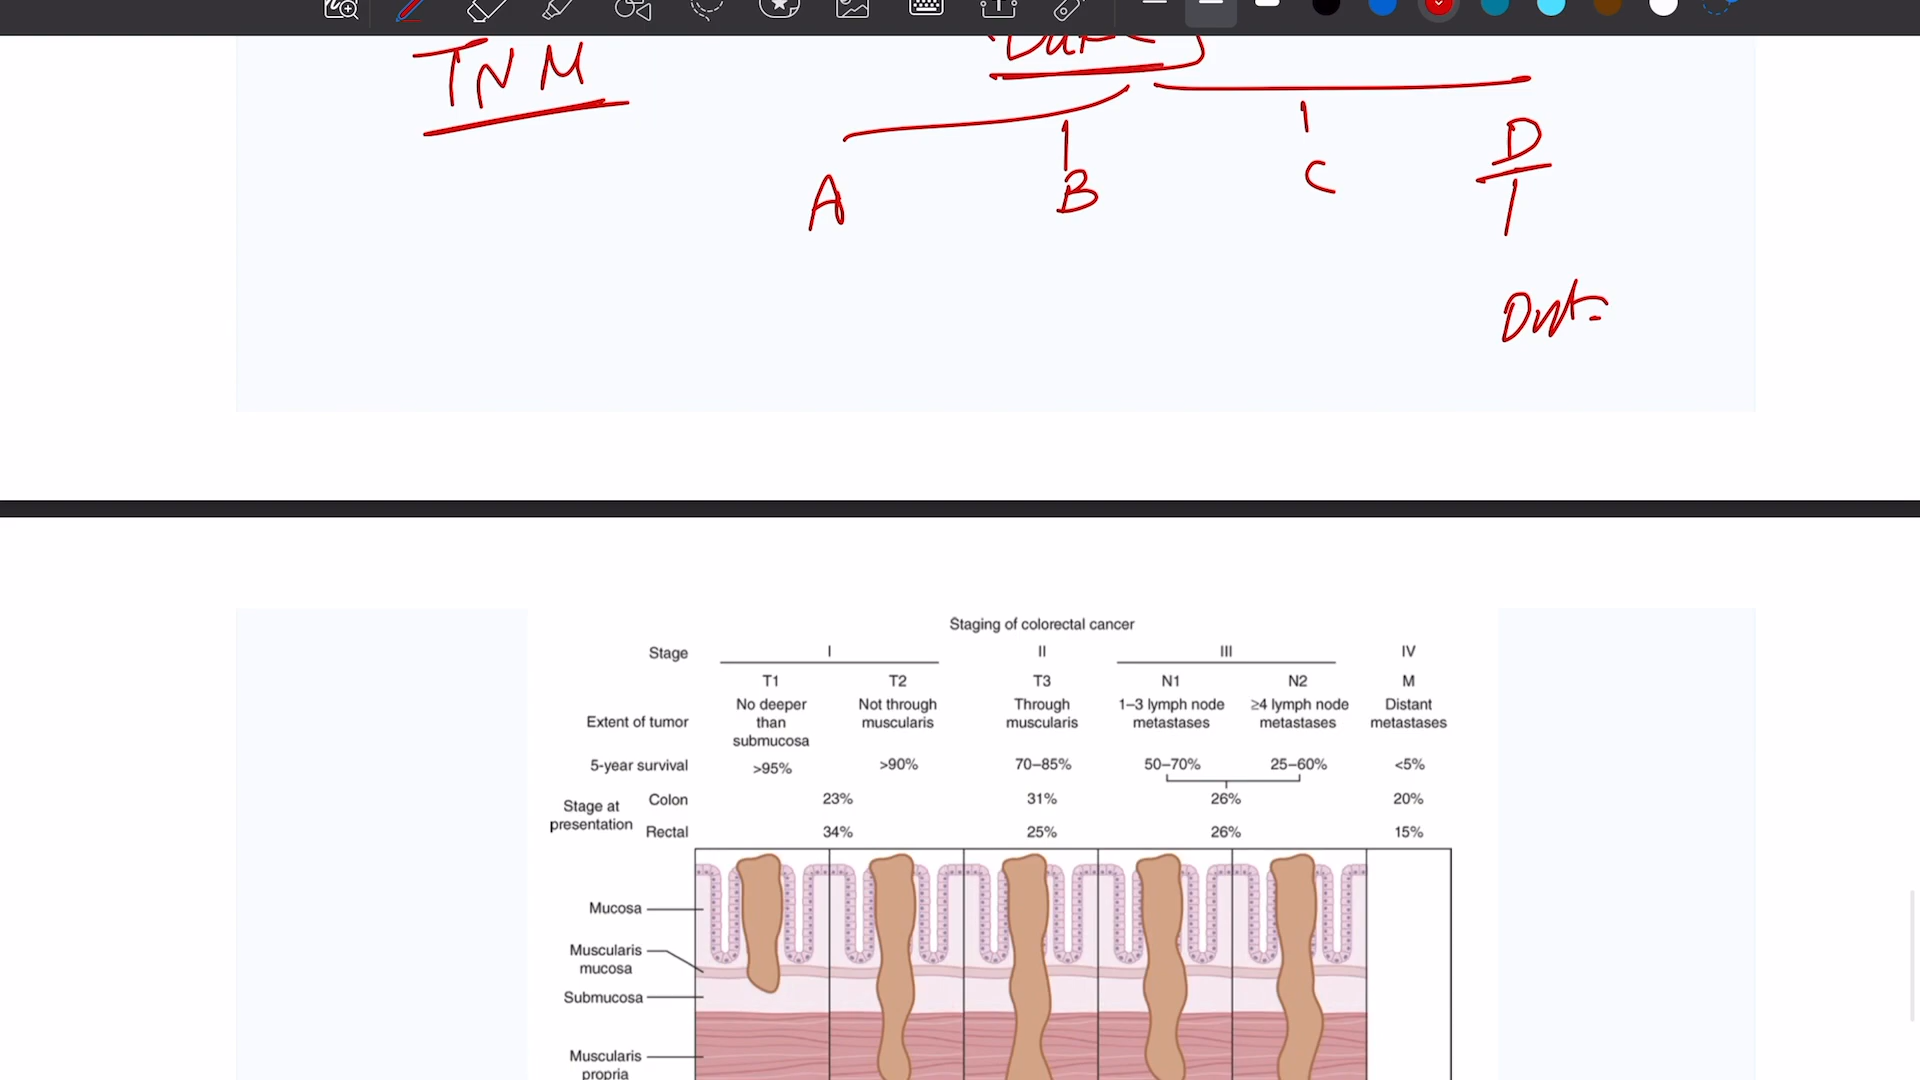 TNM
A
B
C
D
Staging of colorectal cancer
Stage I II III IV
T1 T2 T3 N1 N2 M
Extent of tumor No deeper than submucosa Not through muscularis Through muscularis 1–3 lymph node metastases ≥4 lymph node metastases Distant metastases
5-year survival >95% >90% 70–85% 50–70% 25–60% <5%
Stage at presentation
Colon 23% 31% 26% 20%
Rectal 34% 25% 26% 15%
Mucosa
Muscularis mucosa
Submucosa
Muscularis propria